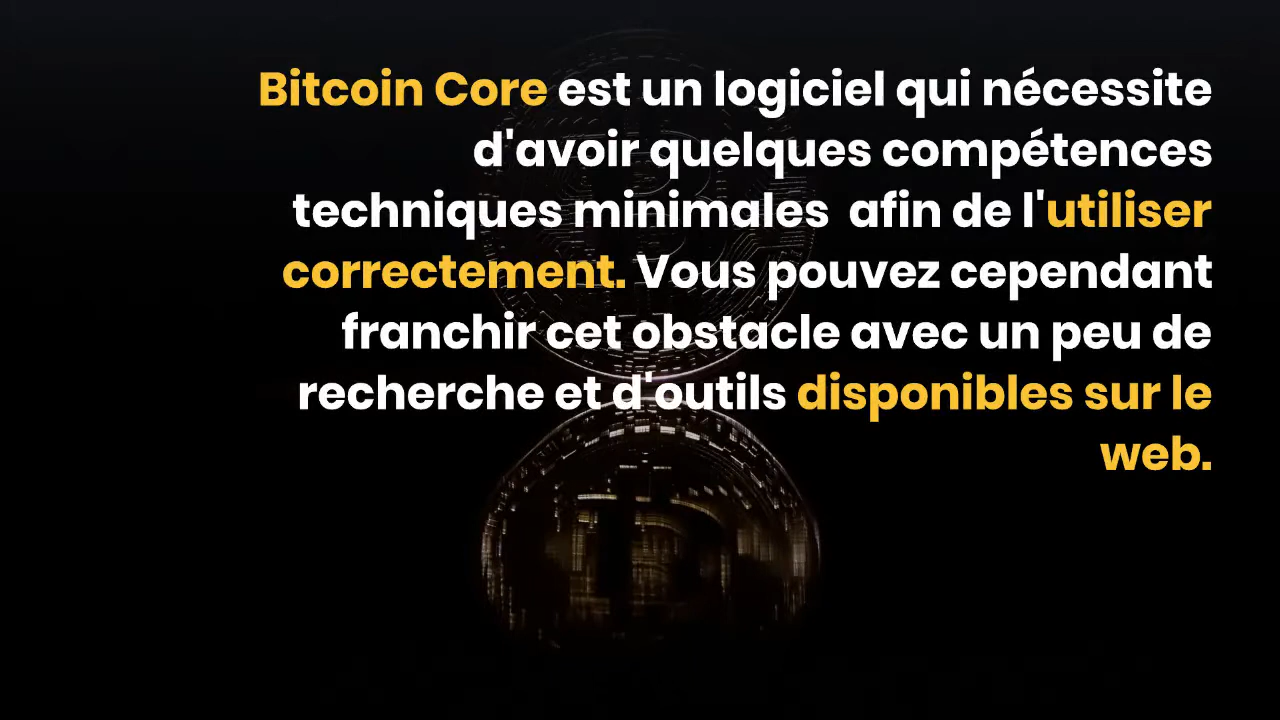 Bitcoin Core est un logiciel qui nécessite
d'avoir quelques compétences
techniques minimales  afin de l'utiliser
correctement. Vous pouvez cependant
franchir cet obstacle avec un peu de
recherche et d'outils disponibles sur le
web.